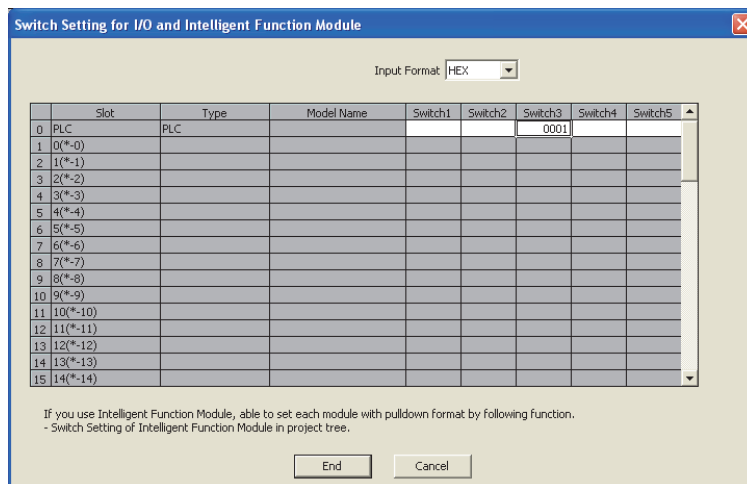 Switch Setting for I/O and Intelligent Function Module
Input Format HEX
Slot Type Model Name Switch1 Switch2 Switch3 Switch4 Switch5
0 PLC PLC 0001
1 0(*-0)
2 1(*-1)
3 2(*-2)
4 3(*-3)
5 4(*-4)
6 5(*-5)
7 6(*-6)
8 7(*-7)
9 8(*-8)
10 9(*-9)
11 10(*-10)
12 11(*-11)
13 12(*-12)
14 13(*-13)
15 14(*-14)
If you use Intelligent Function Module, able to set each module with pulldown format by following function.
- Switch Setting of Intelligent Function Module in project tree.
End Cancel